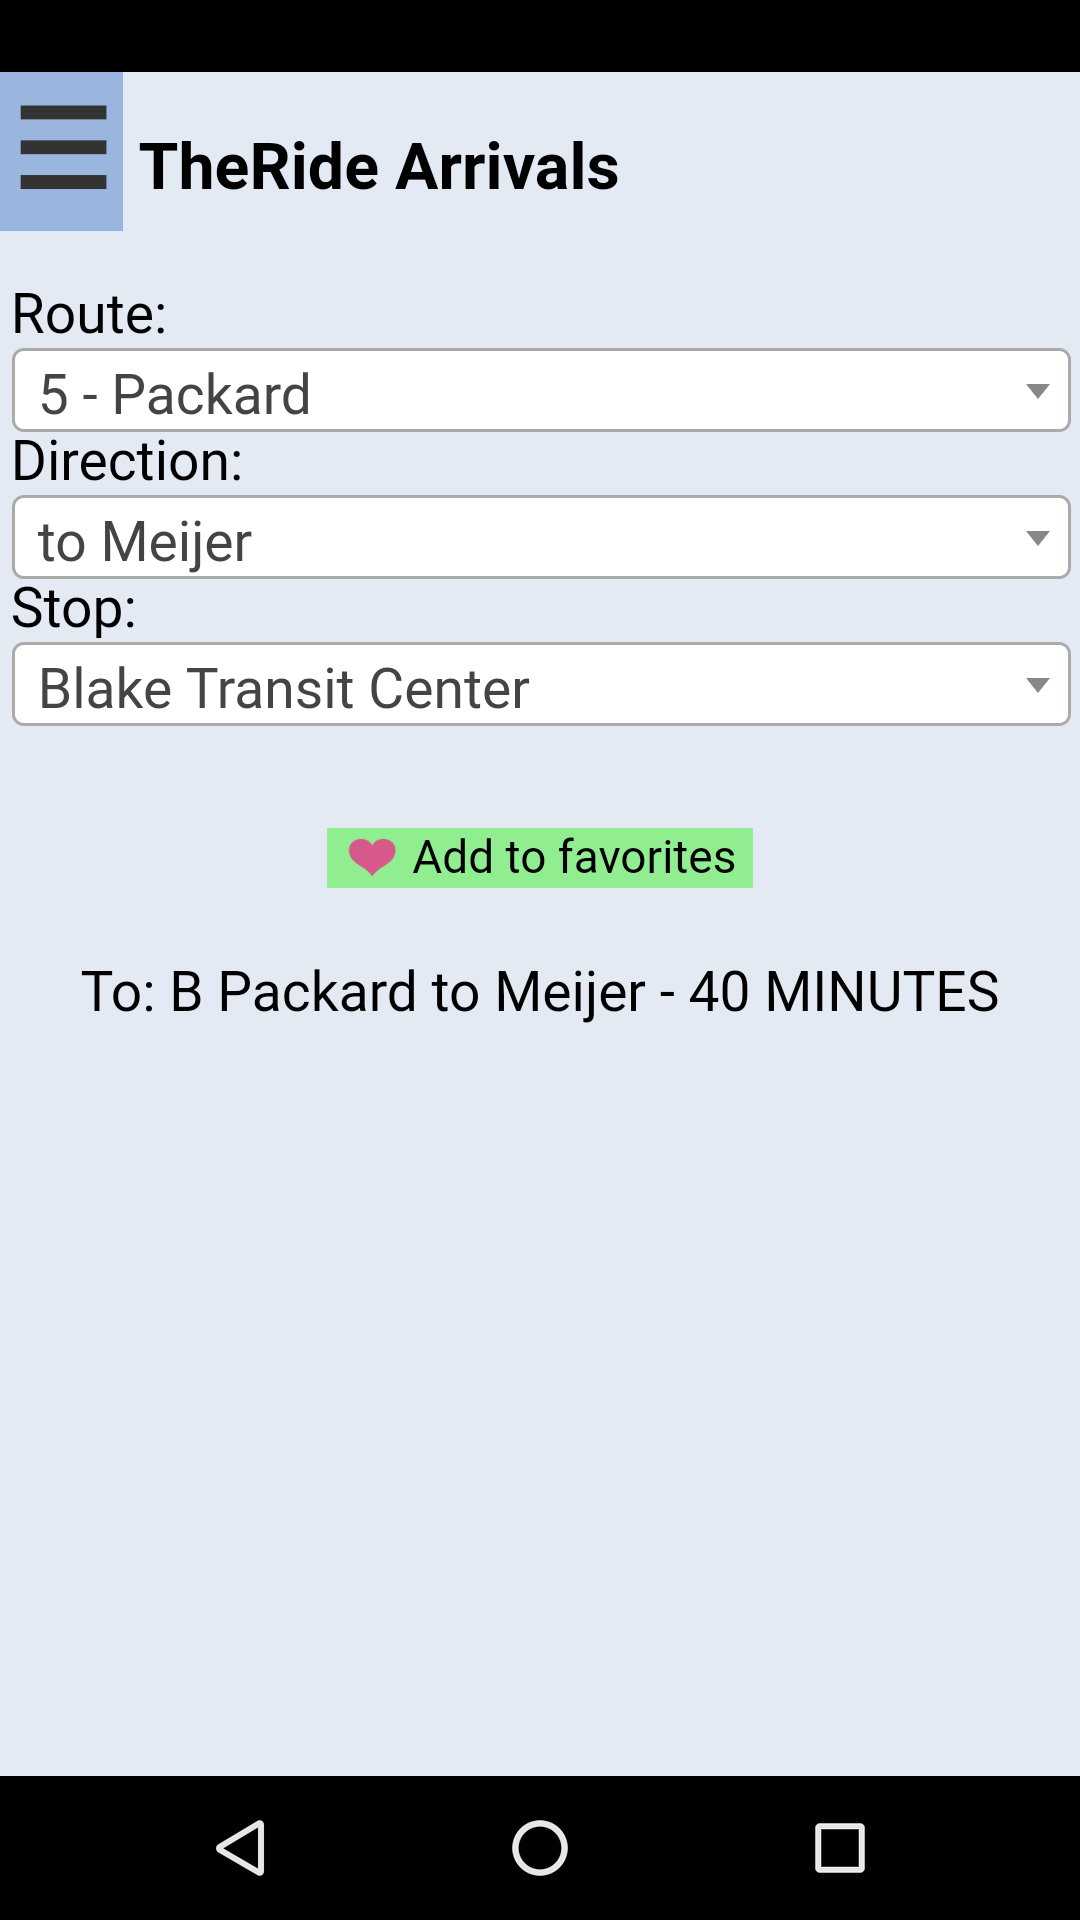 TheRide Arrivals
Route:
5 - Packard
Direction:
to Meijer
Stop:
Blake Transit Center
Add to favorites
To: B Packard to Meijer - 40 MINUTES